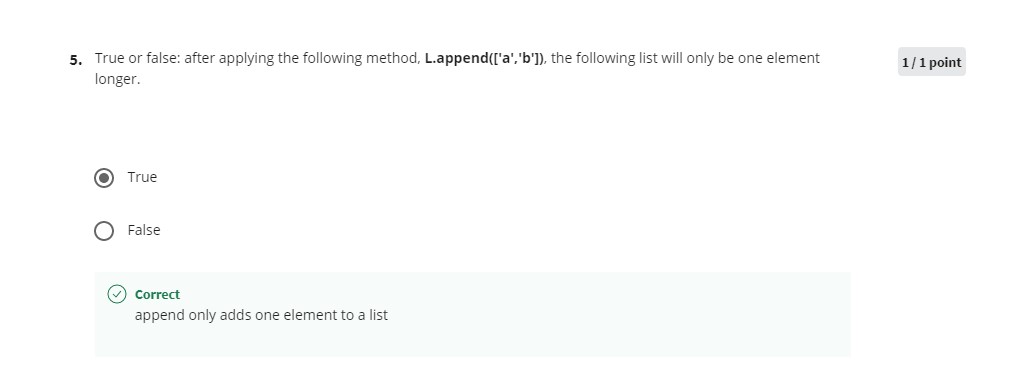 5. True or false: after applying the following method, L.append(['a','b']), the following list will only be one element
longer.
1 / 1 point
True
False
Correct
append only adds one element to a list